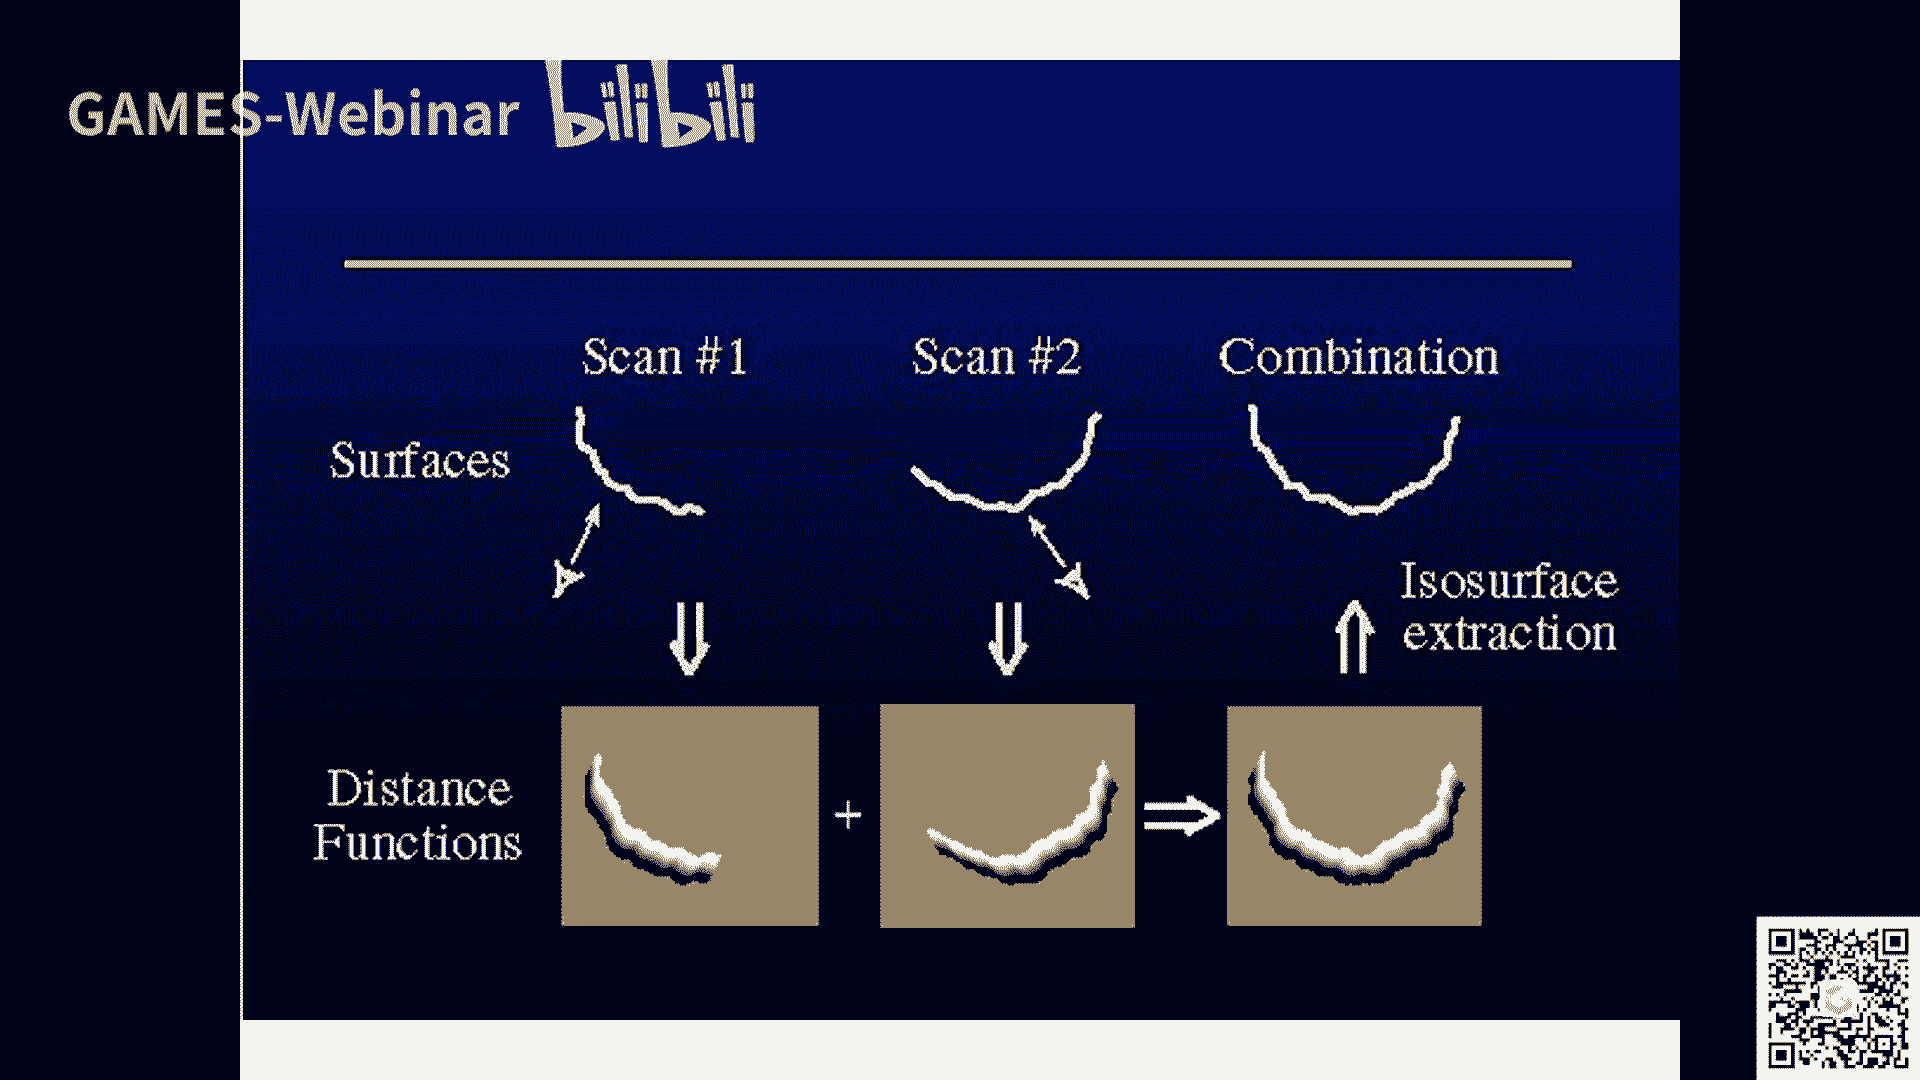 GAMES-Webinar bilibili
Scan #1
Scan #2
Combination
Surfaces
Isosurface
extraction
Distance
Functions
+